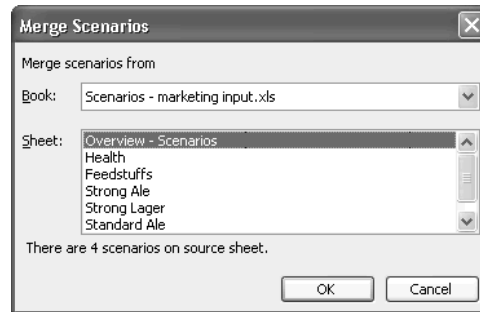 Merge Scenarios
Merge scenarios from
Book: Scenarios - marketing input.xls
Sheet: Overview - Scenarios
Health
Feedstuffs
Strong Ale
Strong Lager
Standard Ale
There are 4 scenarios on source sheet.
OK Cancel